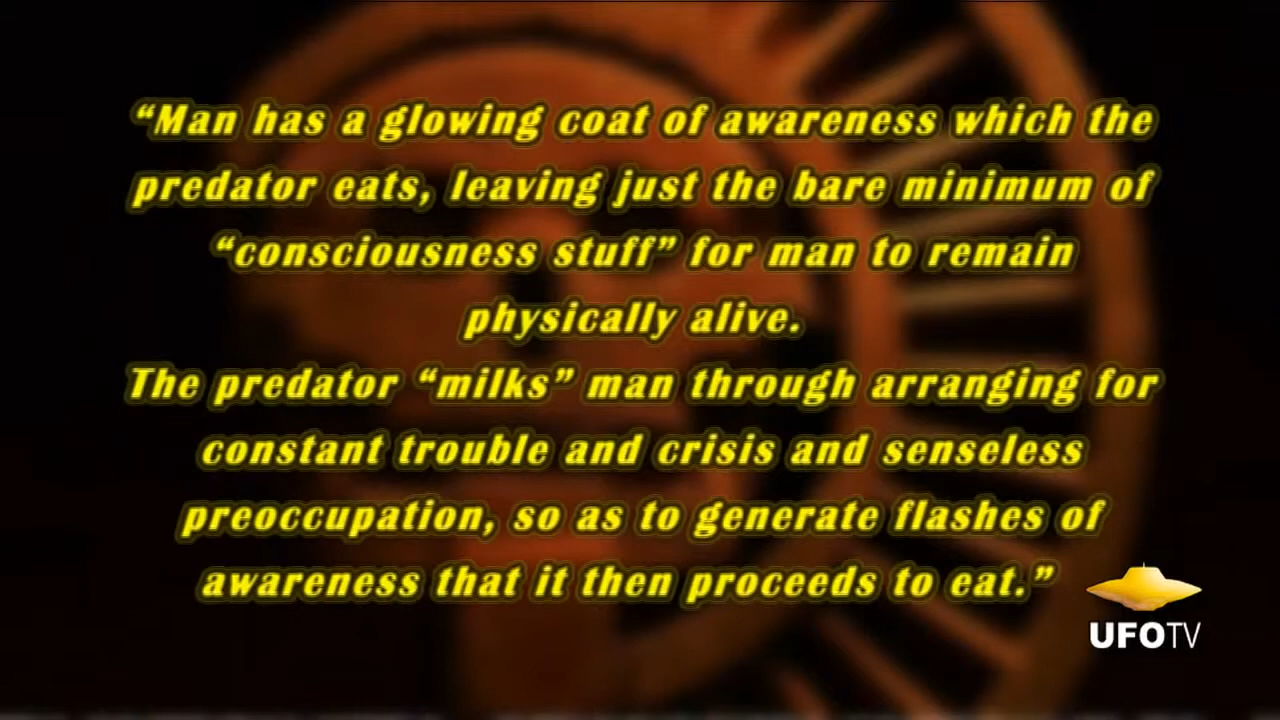 “Man has a glowing coat of awareness which the
predator eats, leaving just the bare minimum of
“consciousness stuff” for man to remain
physically alive.
The predator “milks” man through arranging for
constant trouble and crisis and senseless
preoccupation, so as to generate flashes of
awareness that it then proceeds to eat.”
UFOTV